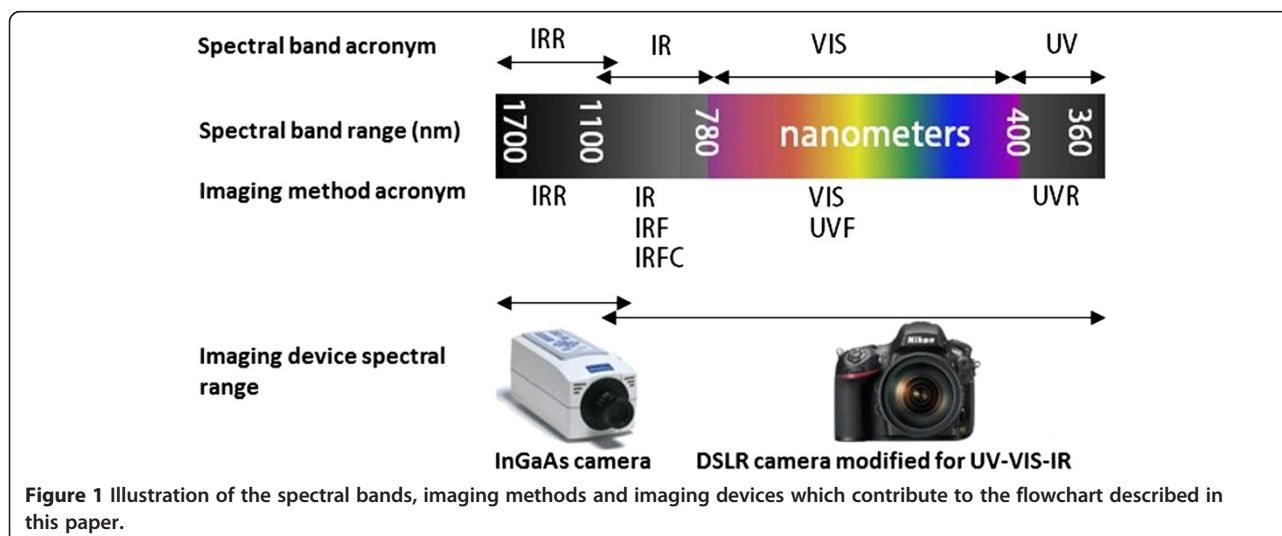 Spectral band acronym IRR IR VIS UV
Spectral band range (nm) 1700 1100 780 nanometers 400 360
Imaging method acronym IRR IR VIS UVR
IRF UVF
IRFC
Imaging device spectral
range
Nikon
InGaAs camera DSLR camera modified for UV-VIS-IR
Figure 1 Illustration of the spectral bands, imaging methods and imaging devices which contribute to the flowchart described in
this paper.